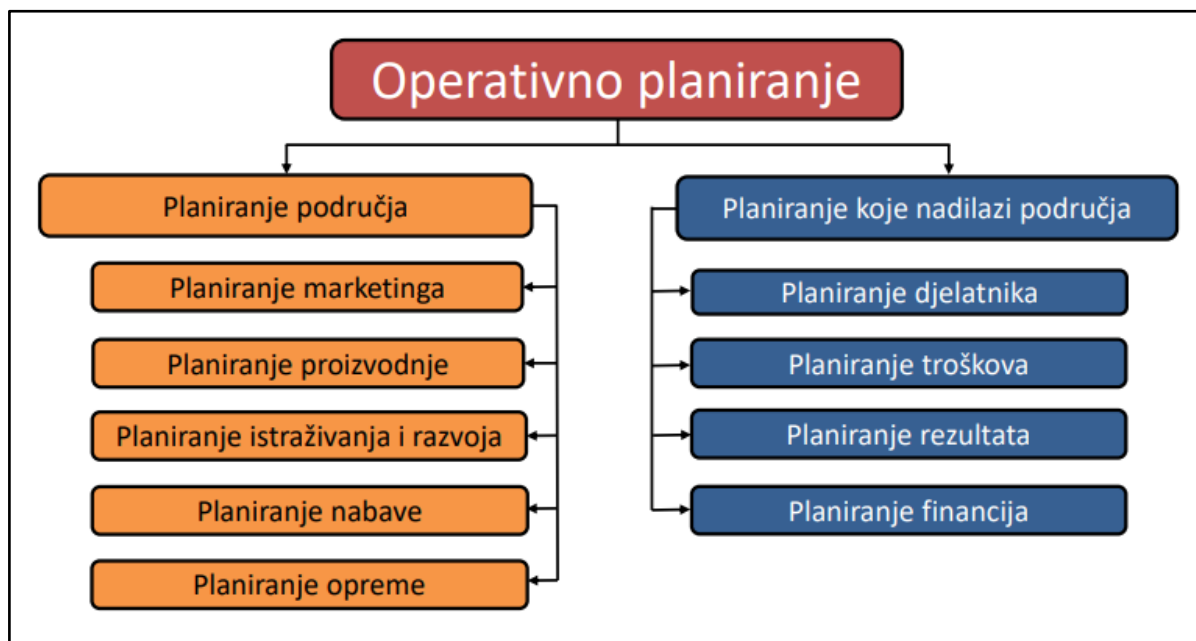 Operativno planiranje
Planiranje područja
Planiranje marketinga
Planiranje proizvodnje
Planiranje istraživanja i razvoja
Planiranje nabave
Planiranje opreme
Planiranje koje nadilazi područja
Planiranje djelatnika
Planiranje troškova
Planiranje rezultata
Planiranje financija